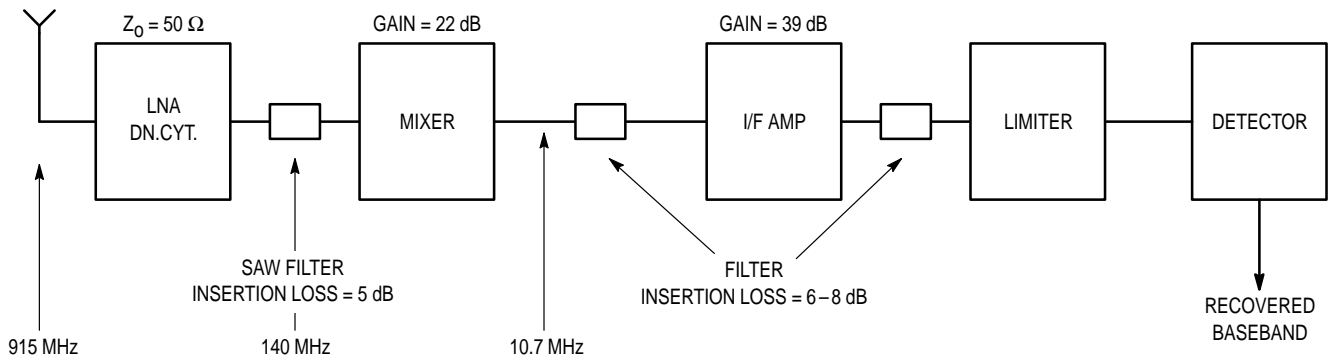 Z₀ = 50 Ω
GAIN = 22 dB
GAIN = 39 dB
LNA
DN.CYT.
MIXER
I/F AMP
LIMITER
DETECTOR
SAW FILTER
INSERTION LOSS = 5 dB
FILTER
INSERTION LOSS = 6–8 dB
RECOVERED
BASEBAND
915 MHz
140 MHz
10.7 MHz